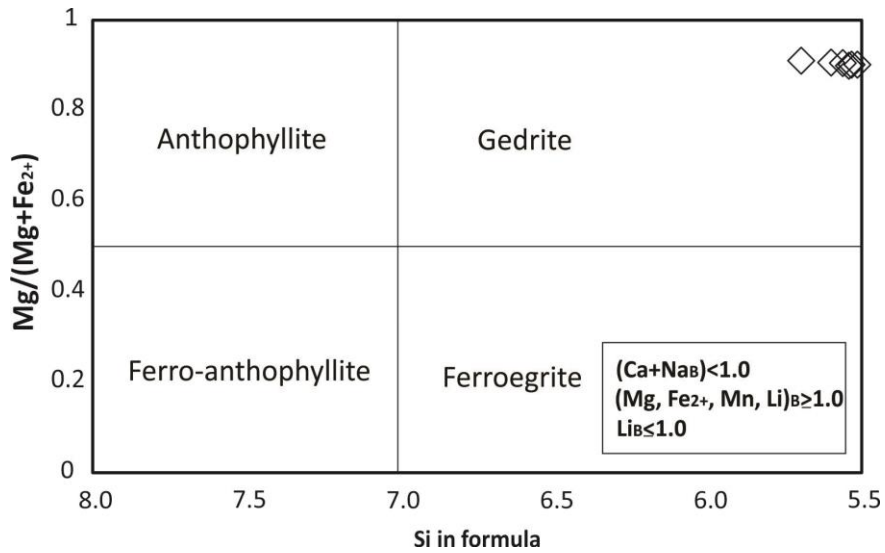 Mg/(Mg+Fe2+)
1
0.8
0.6
0.4
0.2
0
Anthophyllite
Gedrite
Ferro-anthophyllite
Ferroegrite
(Ca+NaB)<1.0
(Mg, Fe2+, Mn, Li)B≥1.0
LiB≤1.0
8.0
7.5
7.0
6.5
6.0
5.5
Si in formula